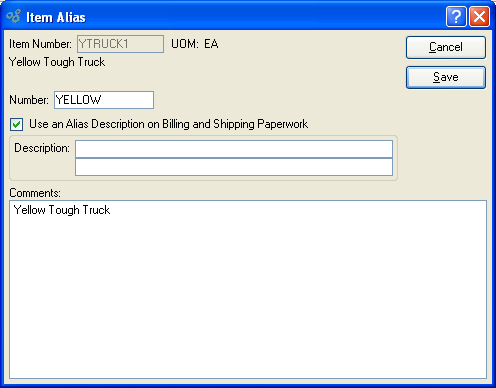 Item Alias
Item Number: YTRUCK1 UOM: EA
Cancel
Yellow Tough Truck
Save
Number: YELLOW
Use an Alias Description on Billing and Shipping Paperwork
Description:
Comments:
Yellow Tough Truck